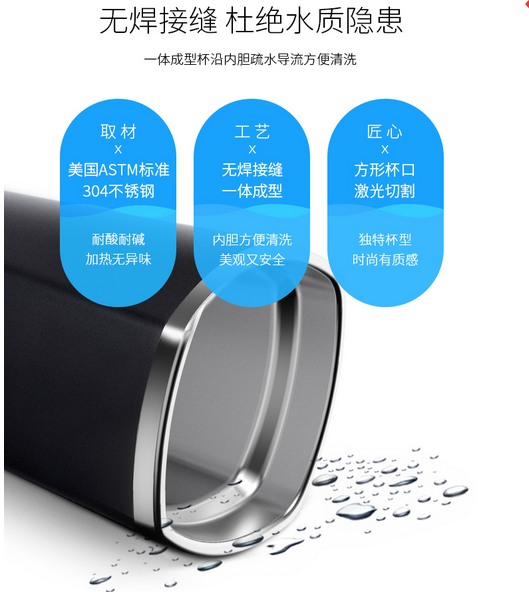 无焊接缝 杜绝水质隐患
一体成型杯沿内胆疏水导流方便清洗
取材
X
美国ASTM标准
304不锈钢
耐酸耐碱
加热无异味
工艺
X
无焊接缝
一体成型
内胆方便清洗
美观又安全
匠心
X
方形杯口
激光切割
独特杯型
时尚有质感